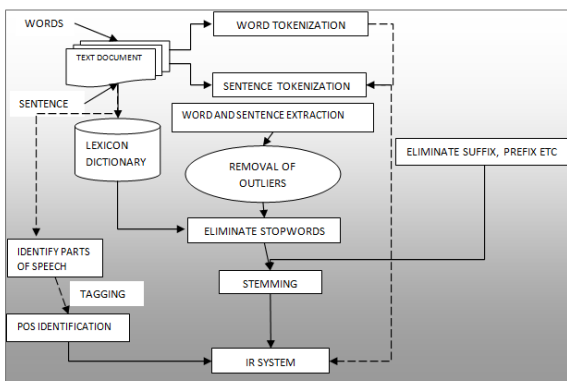 WORDS
WORD TOKENIZATION
TEXT DOCUMENT
SENTENCE TOKENIZATION
SENTENCE
WORD AND SENTENCE EXTRACTION
LEXICON
DICTIONARY
ELIMINATE SUFFIX, PREFIX ETC
REMOVAL OF
OUTLIERS
ELIMINATE STOPWORDS
IDENTIFY PARTS
OF SPEECH
STEMMING
TAGGING
POS IDENTIFICATION
IR SYSTEM